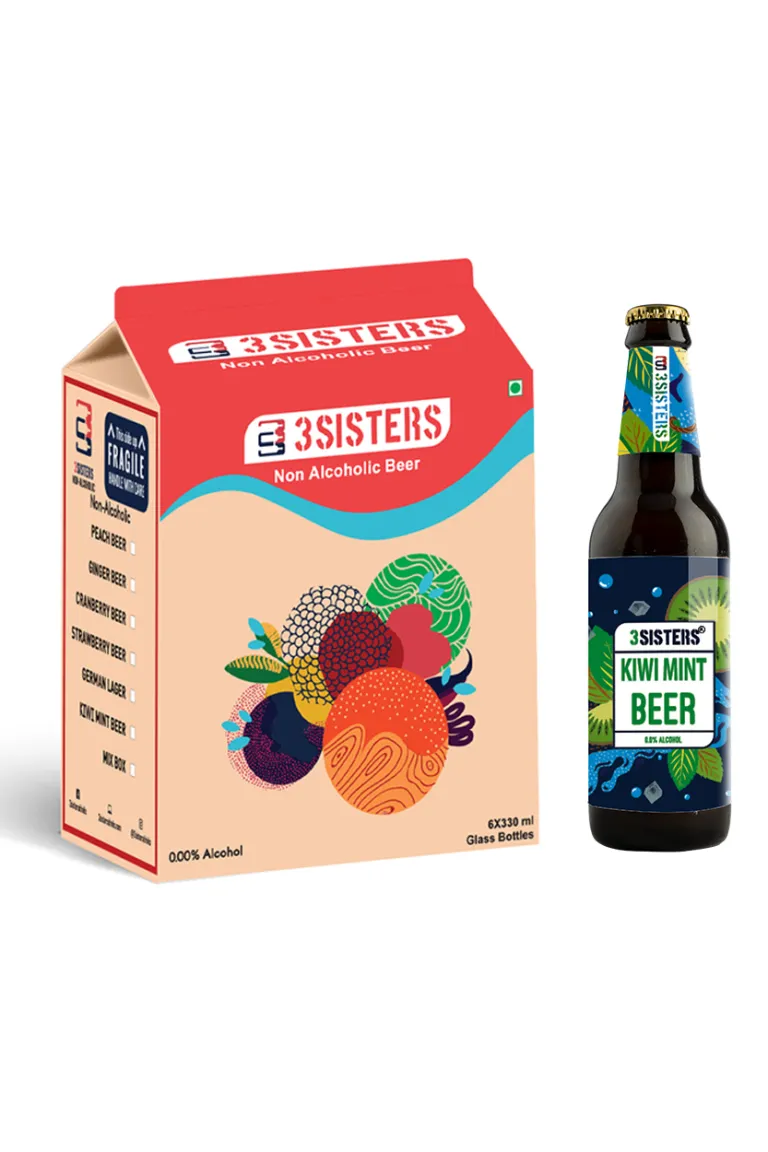 3SISTERS
Non Alcoholic Beer
3SISTERS
Non Alcoholic Beer
3SISTERS
NON-ALCOHOLIC
This side up
FRAGILE
HANDLE WITH CARE
Non-Alcoholic
PEACH BEER
GINGER BEER
CRANBERRY BEER
STRAWBERRY BEER
GERMAN LAGER
KIWI MINT BEER
MIX BOX
0.00% Alcohol
6X330 ml
Glass Bottles
3SISTERS
3SISTERS®
KIWI MINT
BEER
0.0% ALCOHOL